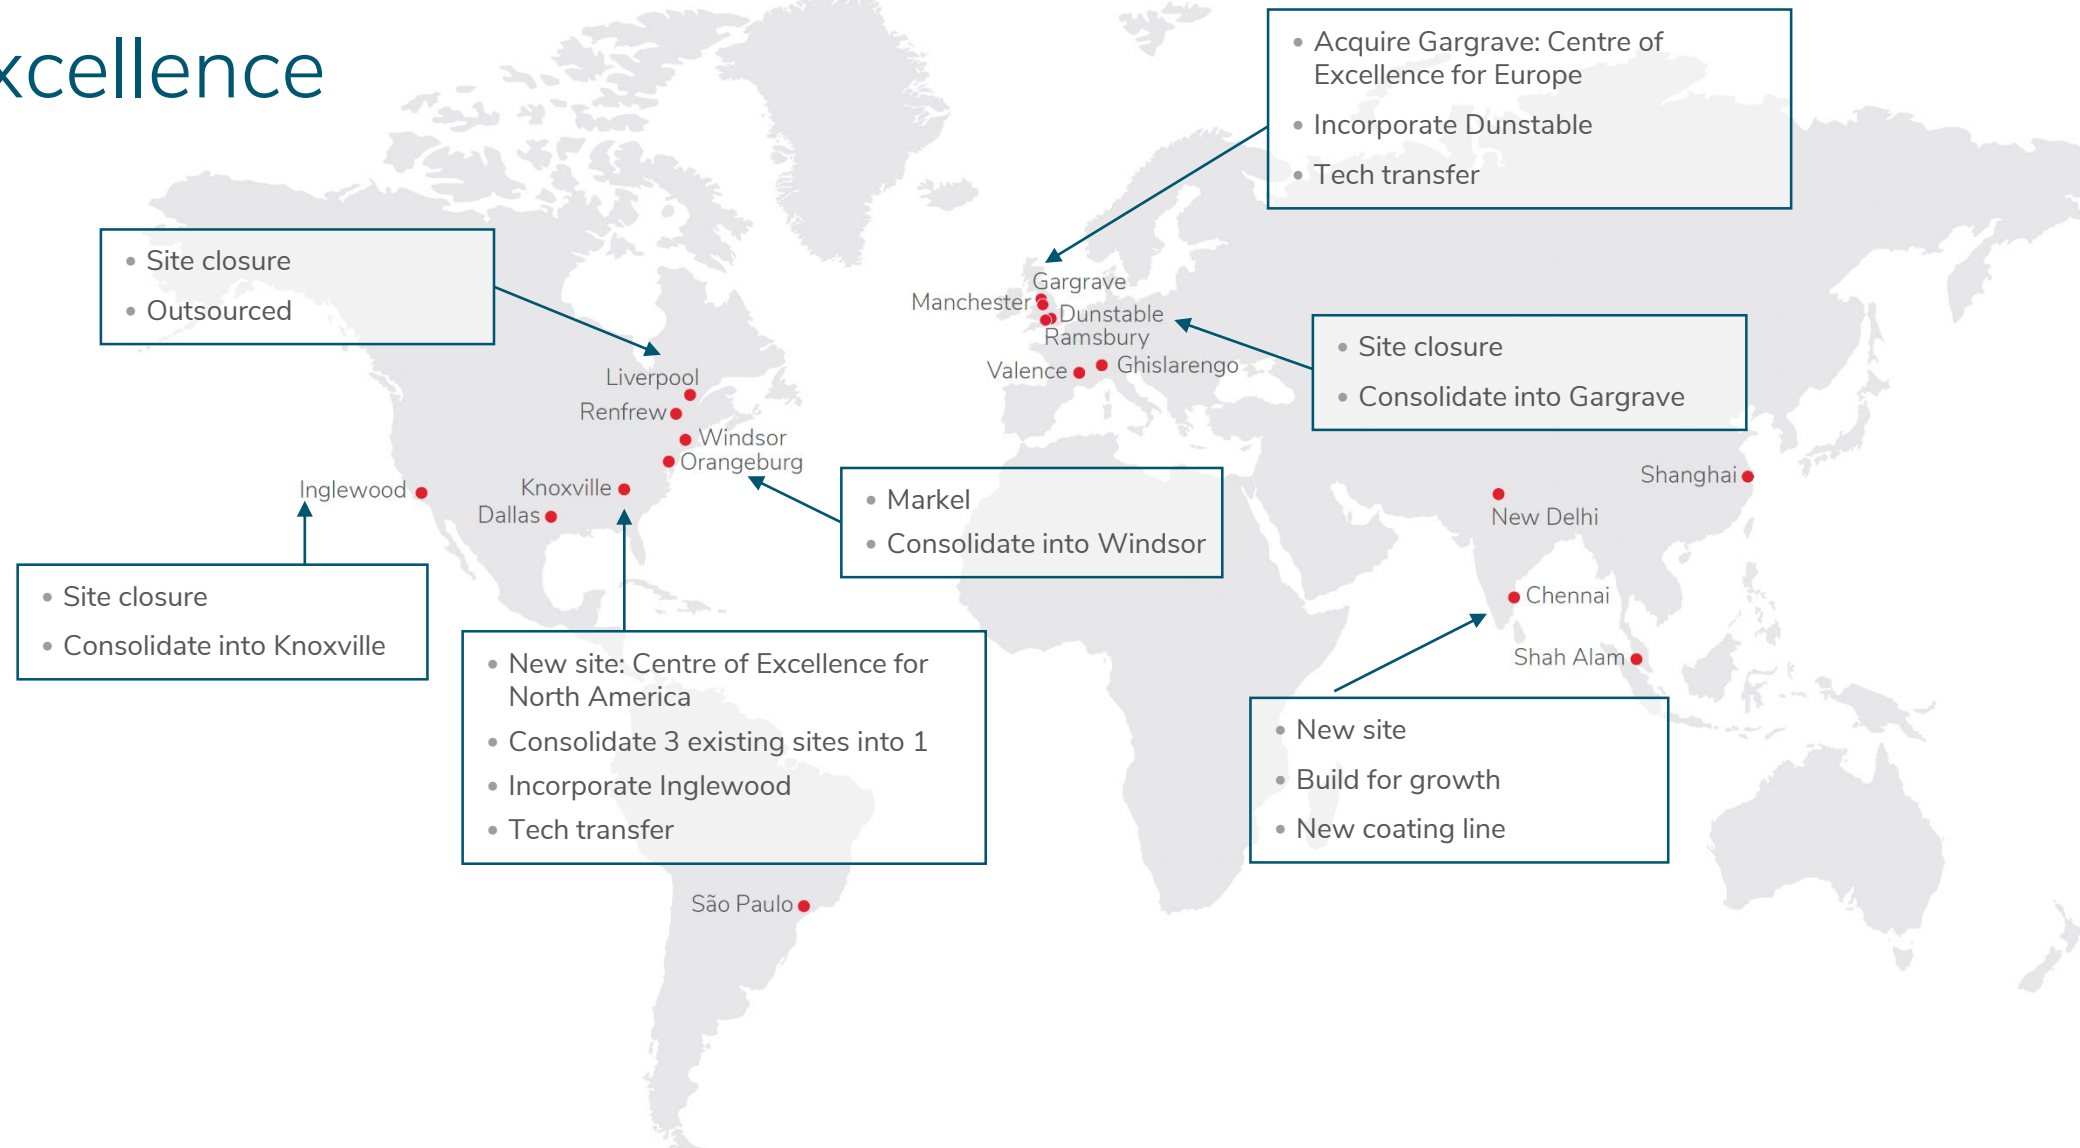 xcellence
• Acquire Gargrave: Centre of
Excellence for Europe
• Incorporate Dunstable
• Tech transfer
• Site closure
• Outsourced
Gargrave
Manchester
Dunstable
Ramsbury
Valence
Ghislarengo
• Site closure
• Consolidate into Gargrave
Liverpool
Renfrew
Windsor
Orangeburg
Inglewood
Knoxville
Dallas
• Markel
• Consolidate into Windsor
Shanghai
New Delhi
Chennai
Shah Alam
• Site closure
• Consolidate into Knoxville
• New site: Centre of Excellence for
North America
• Consolidate 3 existing sites into 1
• Incorporate Inglewood
• Tech transfer
• New site
• Build for growth
• New coating line
São Paulo